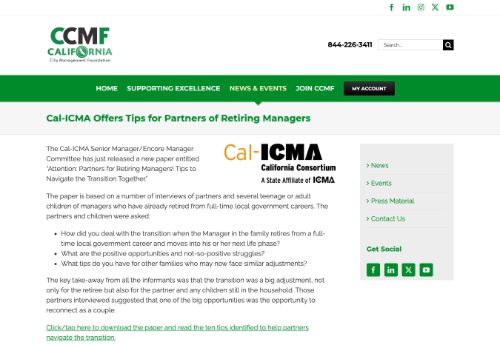 CCMF
CALIFORNIA
City Management Foundation
844-226-3411
Search...
HOME SUPPORTING EXCELLENCE NEWS & EVENTS JOIN CCMF MY ACCOUNT
Cal-ICMA Offers Tips for Partners of Retiring Managers
The Cal-ICMA Senior Manager/Encore Manager
Committee has just released a new paper entitled
"Attention: Partners for Retiring Managers! Tips to
Navigate the Transition Together."
Cal-ICMA
California Consortium
A State Affiliate of ICMA
The paper is based on a number of interviews of partners and several teenage or adult
children of managers who have already retired from full-time local government careers. The
partners and children were asked:
• How did you deal with the transition when the Manager in the family retires from a full-
time local government career and moves into his or her next life phase?
• What are the positive opportunities and not-so-positive struggles?
• What tips do you have for other families who may now face similar adjustments?
The key take-away from all the informants was that the transition was a big adjustment, not
only for the retiree but also for the partner and any children still in the household. Those
partners interviewed suggested that one of the big opportunities was the opportunity to
reconnect as a couple.
Click/tap here to download the paper and read the ten tips identified to help partners
navigate the transition.
> News
> Events
> Press Material
> Contact Us
Get Social